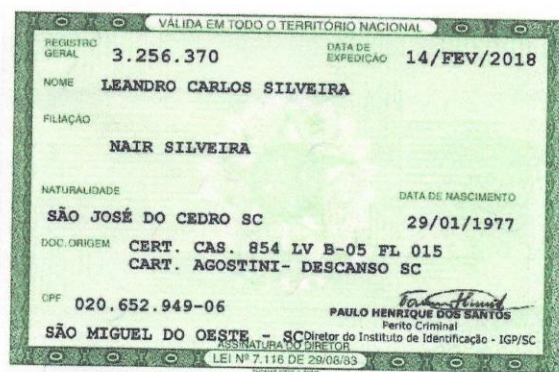 VÁLIDA EM TODO O TERRITÓRIO NACIONAL
REGISTRO GERAL 3.256.370 DATA DE EXPEDIÇÃO 14/FEV/2018
NOME LEANDRO CARLOS SILVEIRA
FILIAÇÃO
NAIR SILVEIRA
NATURALIDADE DATA DE NASCIMENTO
SÃO JOSÉ DO CEDRO SC 29/01/1977
DOC. ORIGEM CERT. CAS. 854 LV B-05 FL 015
CART. AGOSTINI- DESCANSO SC
CPF 020.652.949-06
PAULO HENRIQUE DOS SANTOS
Perito Criminal
SÃO MIGUEL DO OESTE - SC Diretor do Instituto de Identificação - IGP/SC
ASSINATURA DO DIRETOR
LEI Nº 7.116 DE 29/08/83